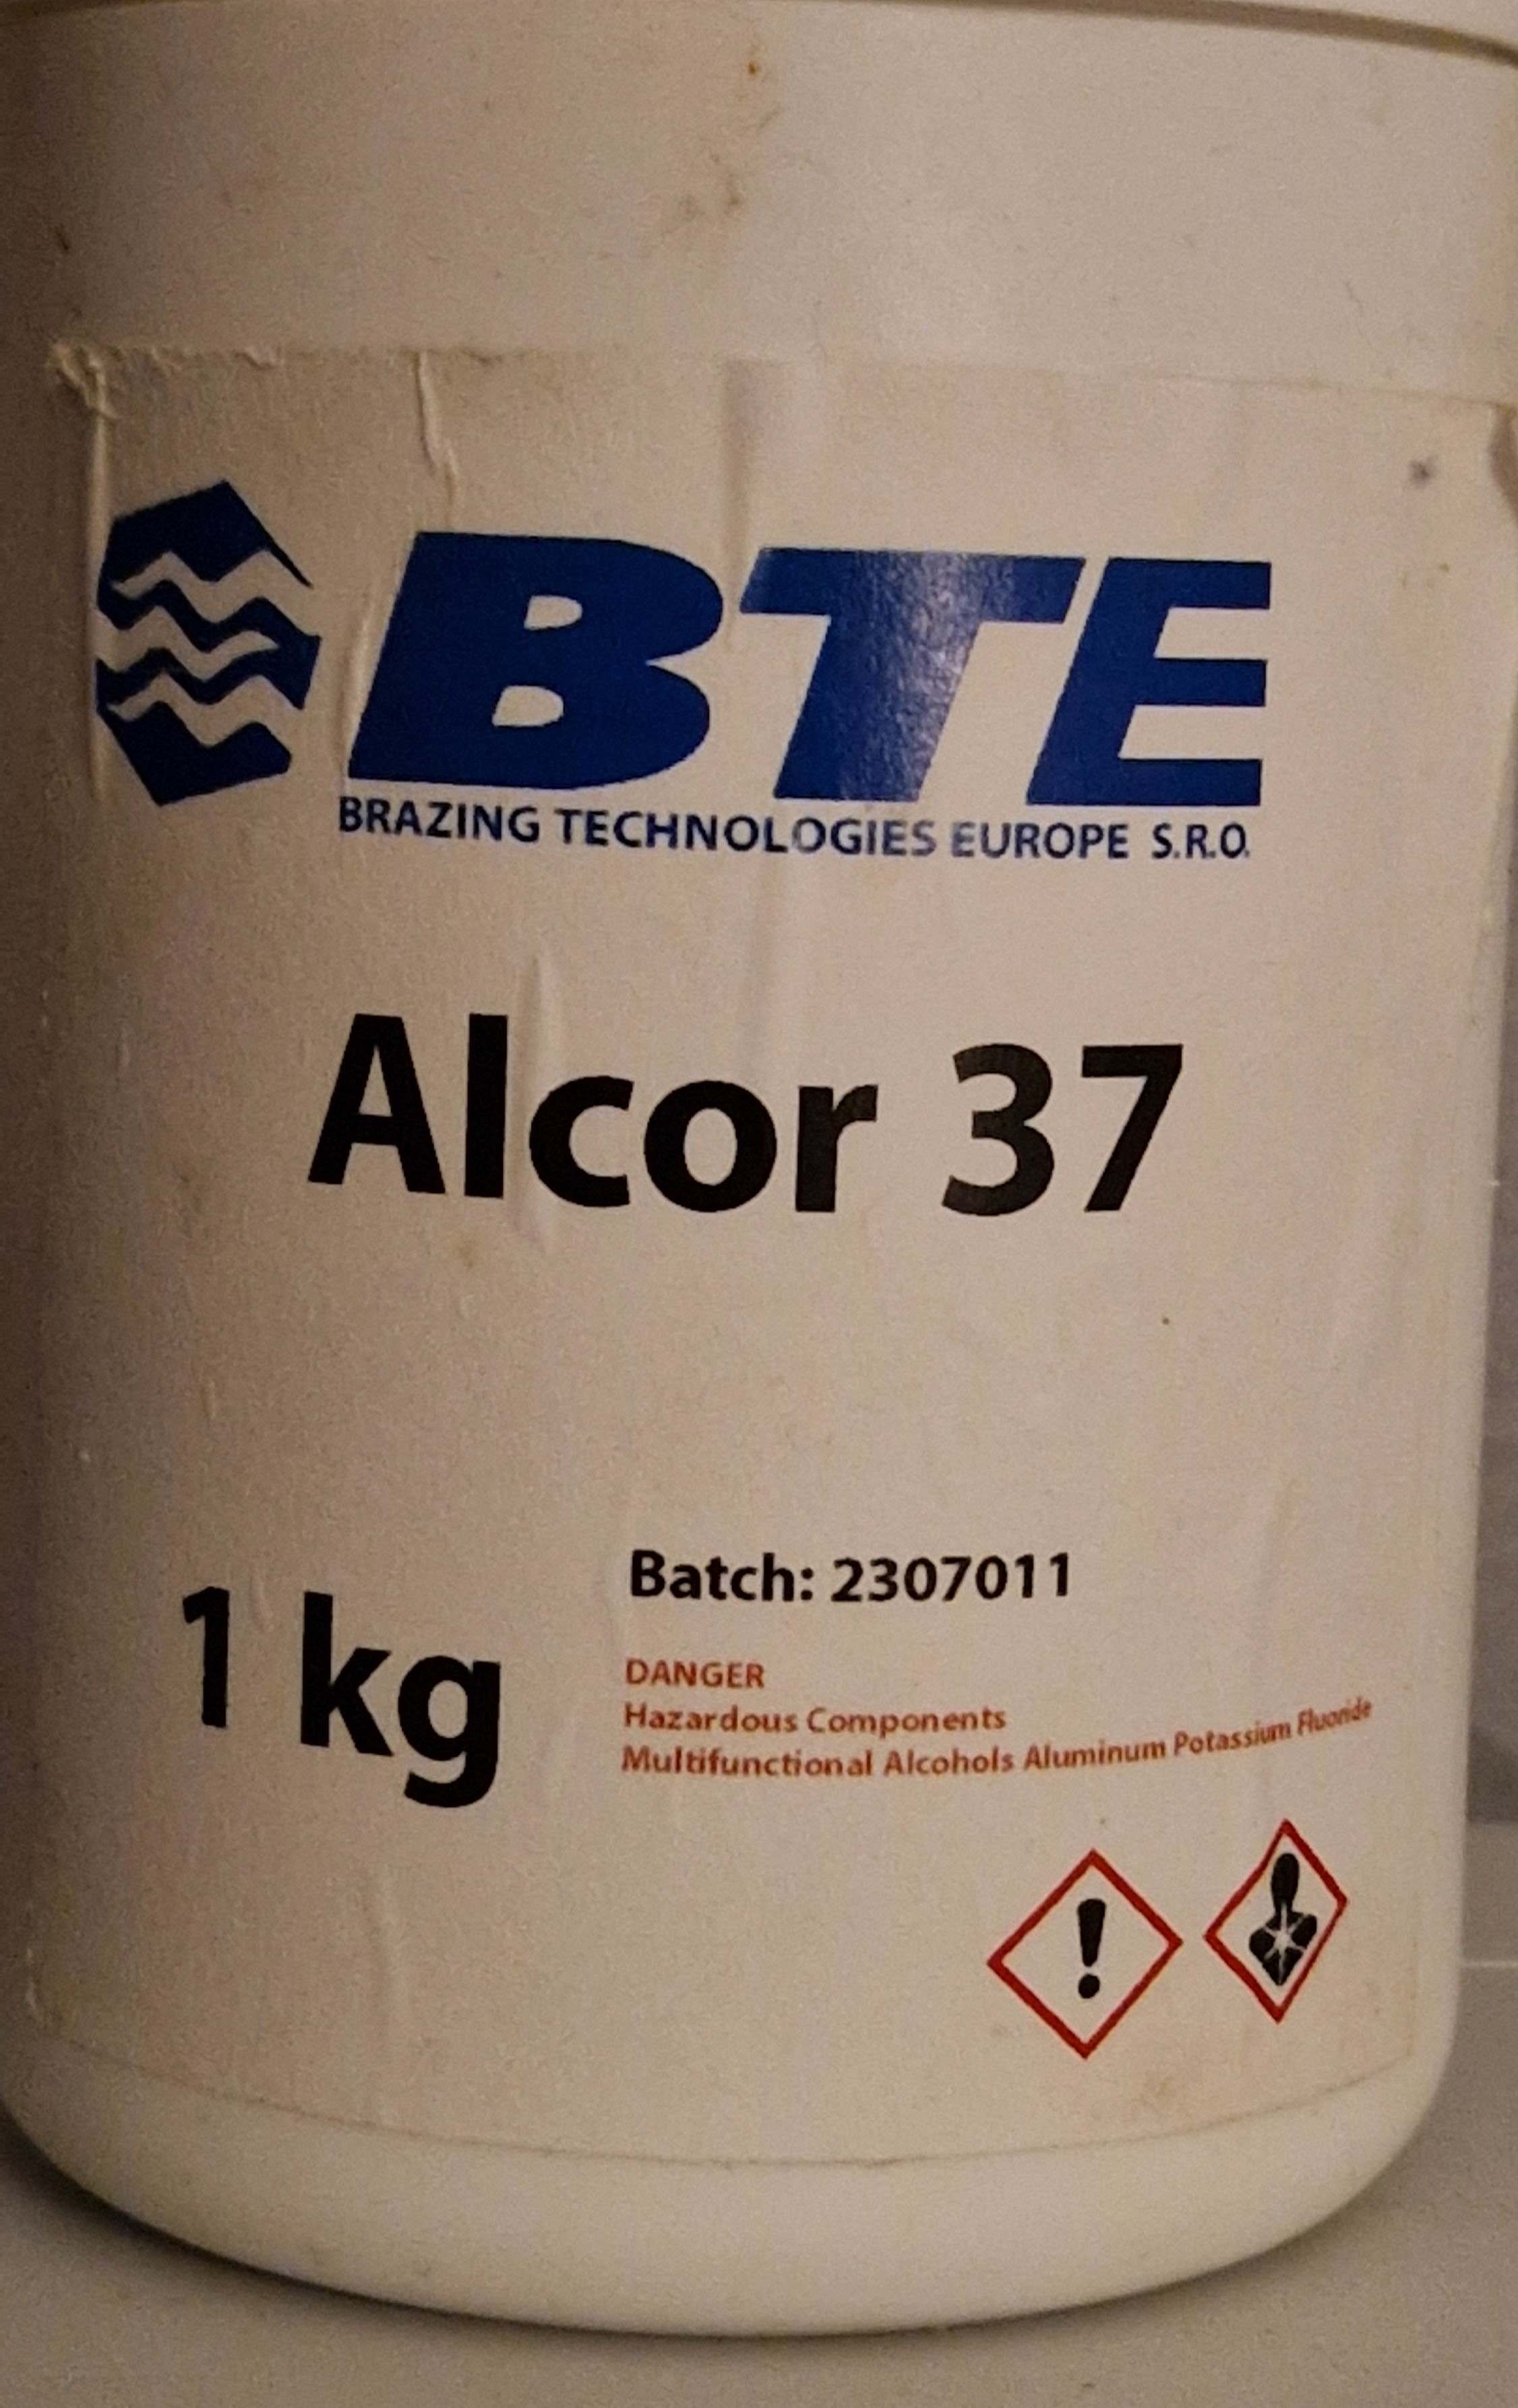 BTE
BRAZING TECHNOLOGIES EUROPE S.R.O.
Alcor 37
1 kg
Batch: 2307011
DANGER
Hazardous Components
Multifunctional Alcohols Aluminum Potassium Fluoride